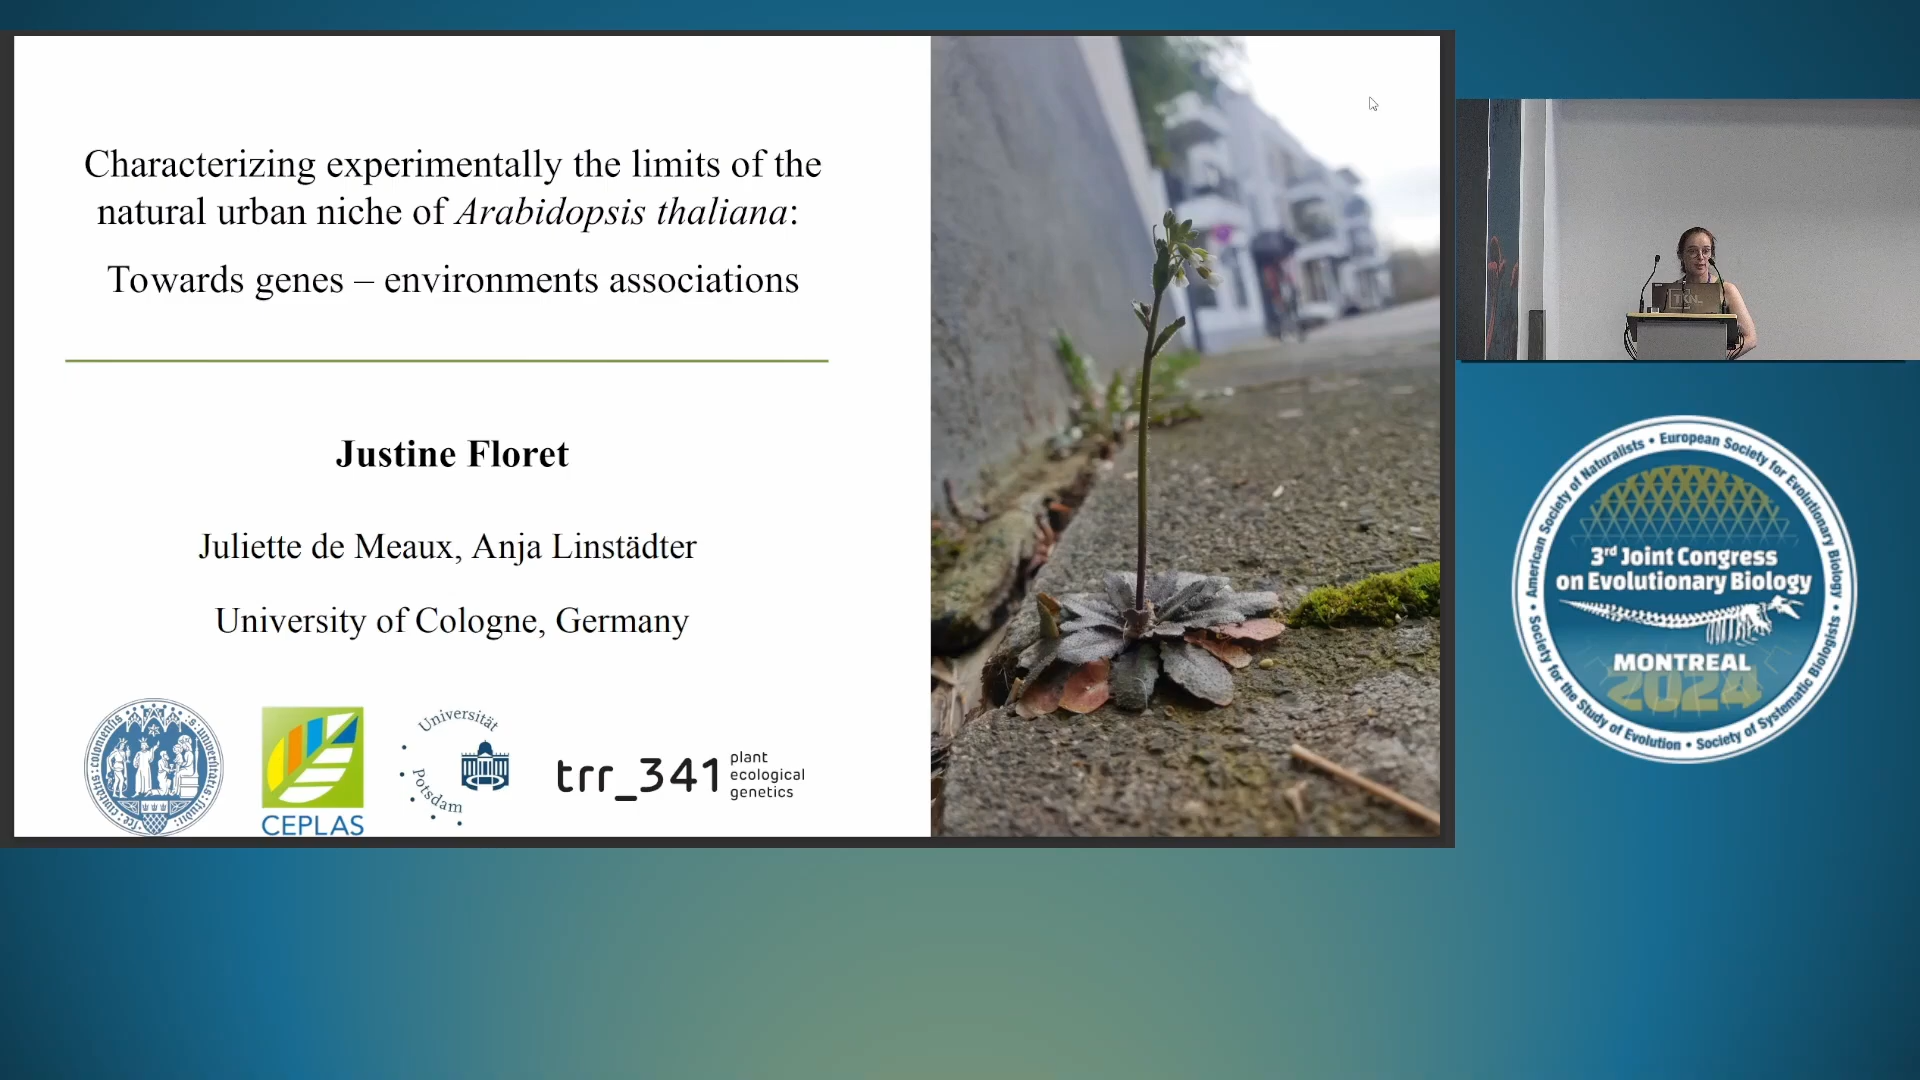 Characterizing experimentally the limits of the
natural urban niche of Arabidopsis thaliana:
Towards genes – environments associations
Justine Floret
Juliette de Meaux, Anja Linstädter
University of Cologne, Germany
CEPLAS
Universität
Potsdam
trr_341
plant
ecological
genetics
TKN
American Society of Naturalists • European Society for Evolutionary Biology •
Society for the Study of Evolution • Society of Systematic Biologists •
3rd Joint Congress
on Evolutionary Biology
MONTREAL
2024